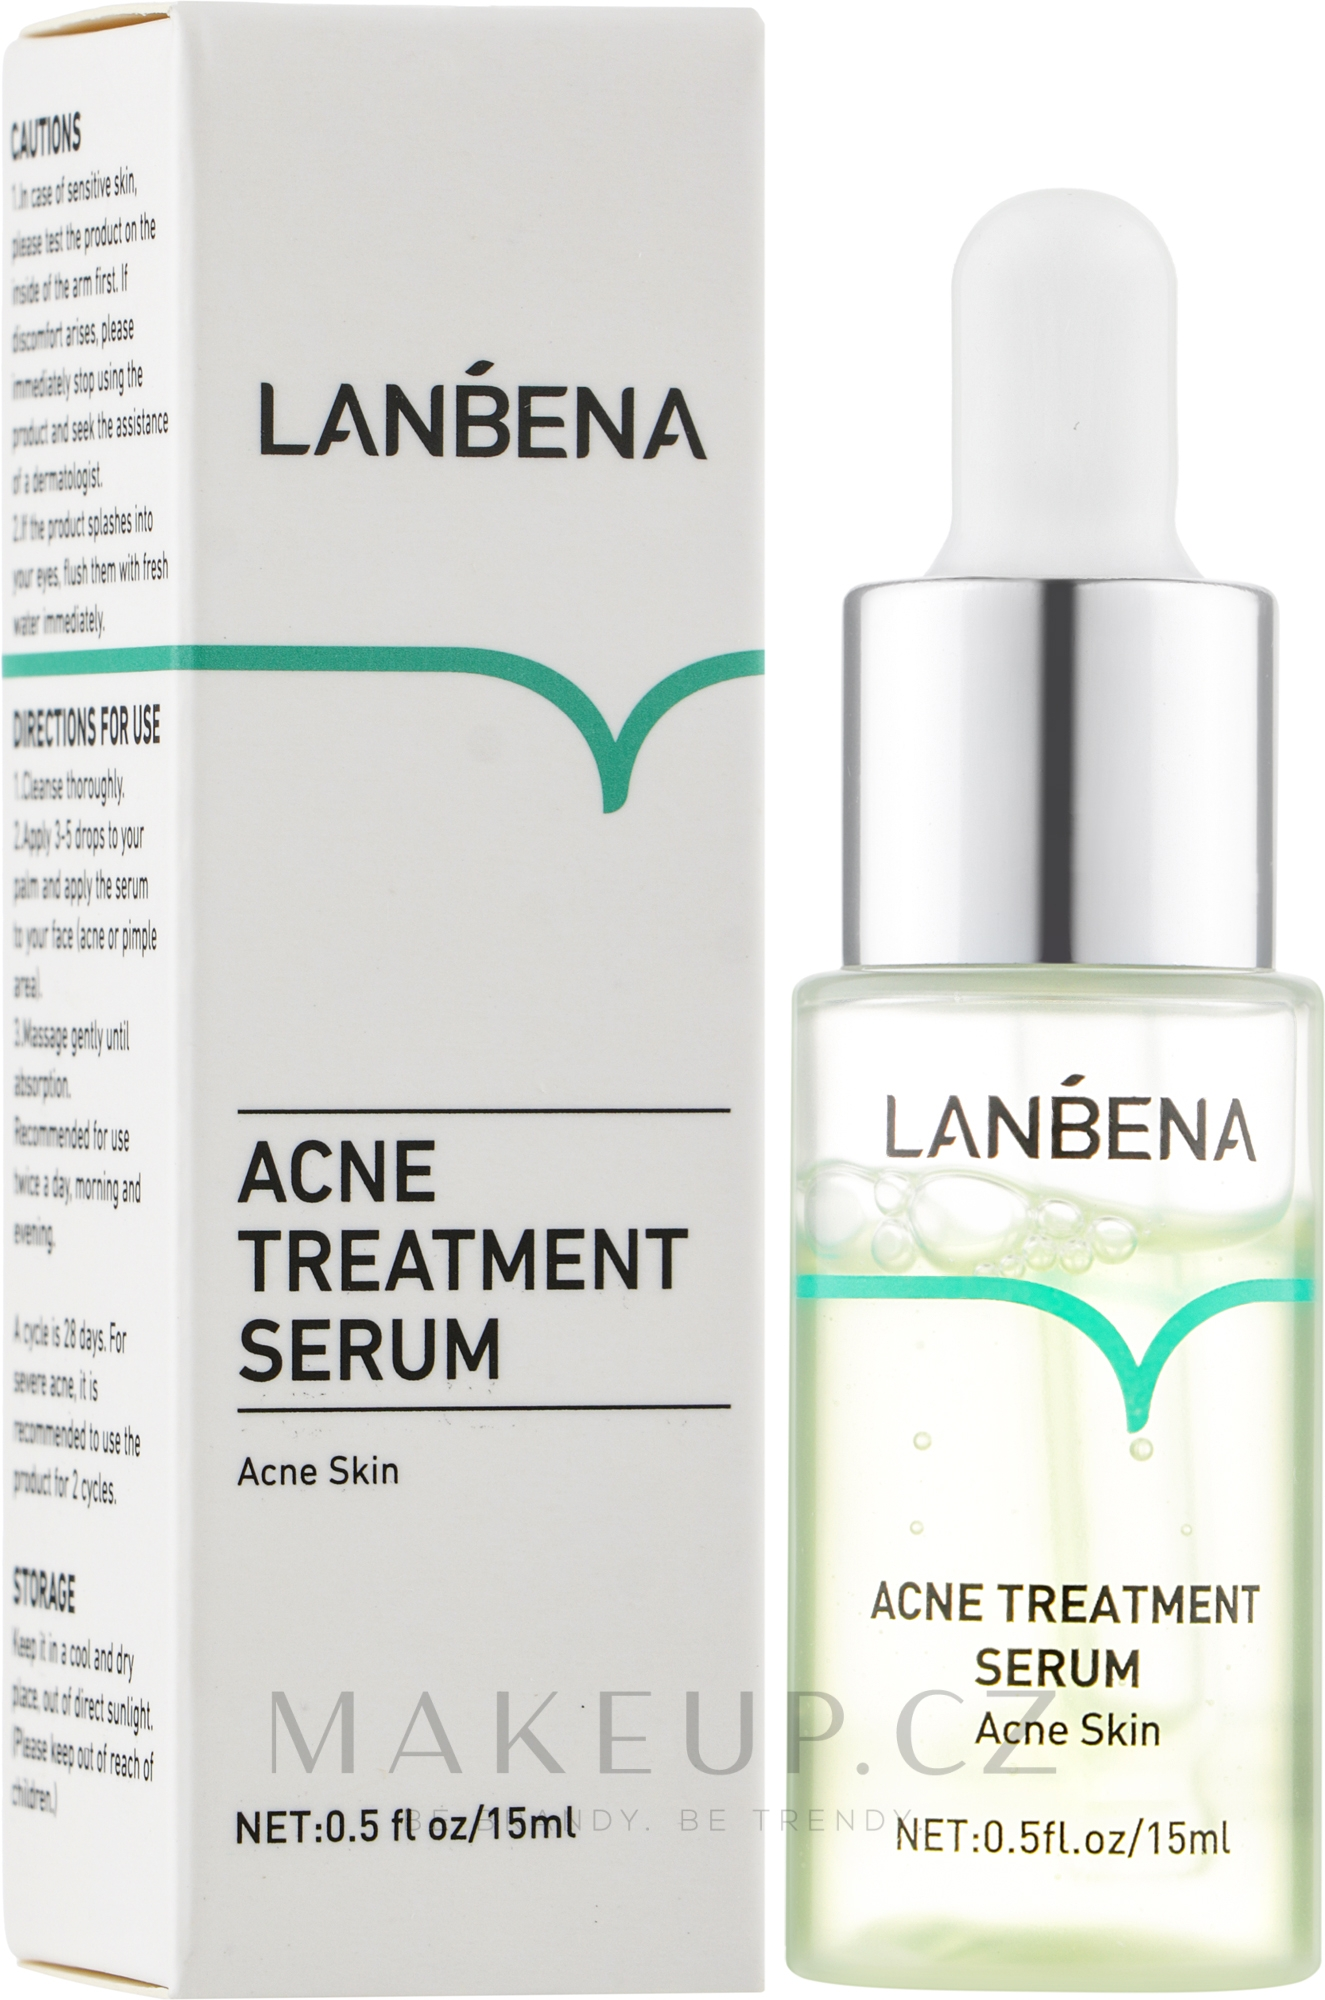 CAUTIONS
1.In case of sensitive skin,
please test the product on the
inside of the arm first. If
discomfort arises, please
immediately stop using the
product and seek the assistance
of a dermatologist.
2.If the product splashes into
your eyes, flush them with fresh
water immediately.
DIRECTIONS FOR USE
1.Cleanse thoroughly.
2.Apply 3-5 drops to your
palm and apply the serum
to your face (acne or pimple
area).
3.Massage gently until
absorption.
Recommended for use
twice a day, morning and
evening.
A cycle is 28 days. For
severe acne, it is
recommended to use the
product for 2 cycles.
STORAGE
Keep it in a cool and dry
place, out of direct sunlight.
(Please keep out of reach of
children.)
LANBENA
ACNE
TREATMENT
SERUM
Acne Skin
NET:0.5 fl oz/15ml
LANBENA
ACNE TREATMENT
SERUM
Acne Skin
NET:0.5fl.oz/15ml
MAKEUP.CZ
BE BRANDY. BE TRENDY.